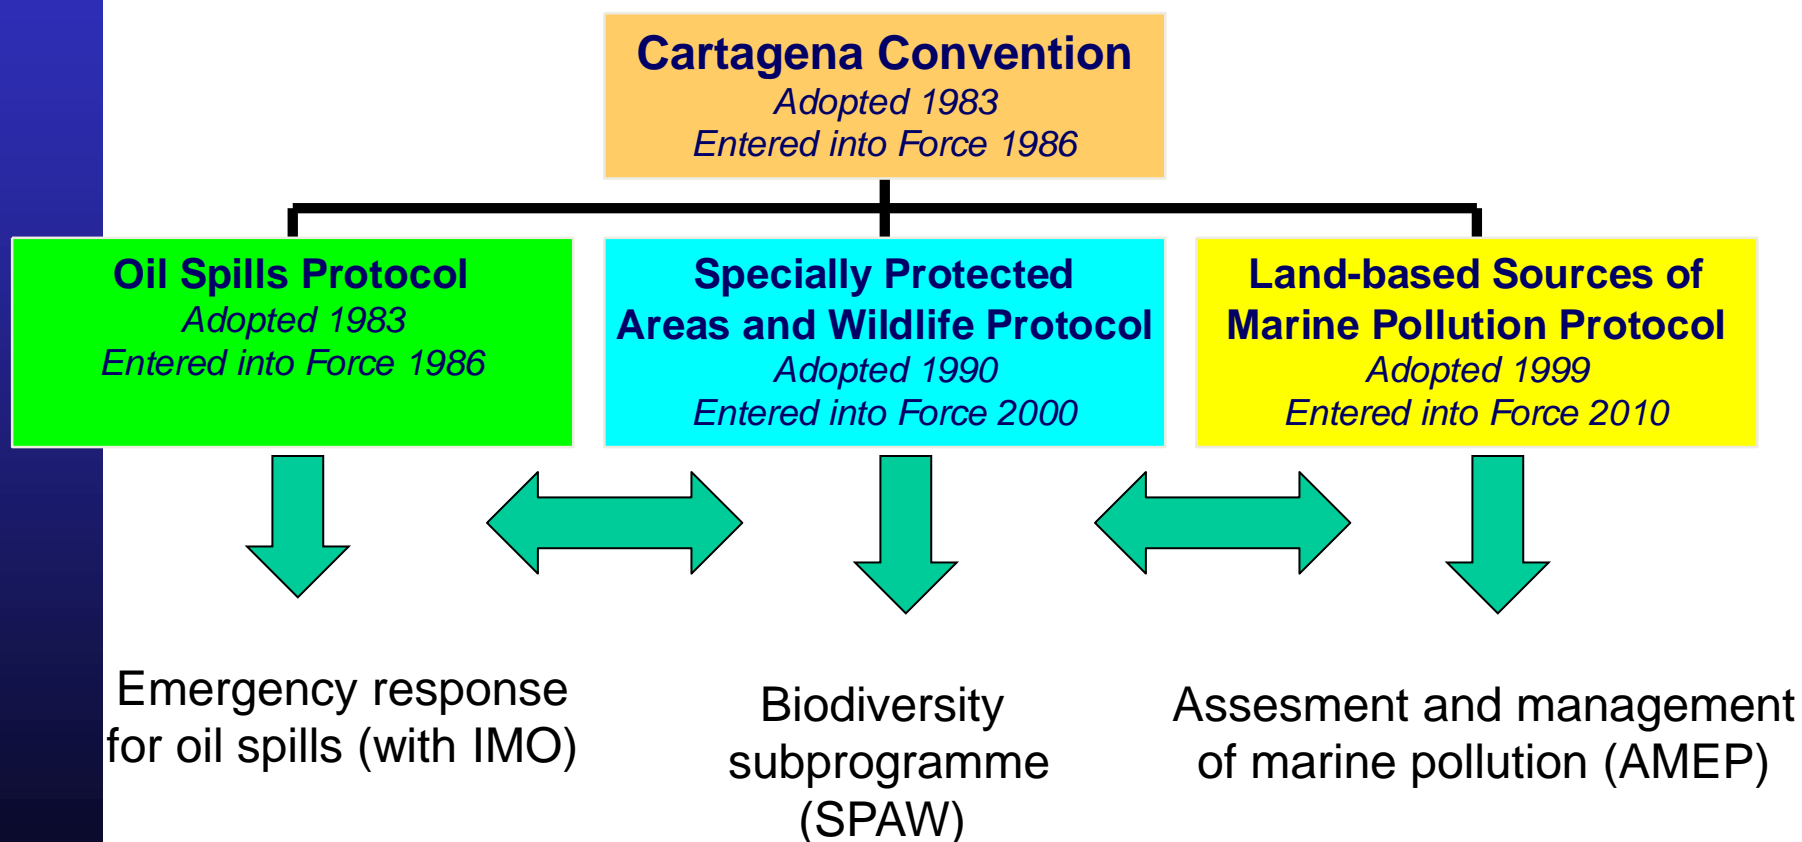 Cartagena Convention
Adopted 1983
Entered into Force 1986
Oil Spills Protocol
Adopted 1983
Entered into Force 1986
Specially Protected
Areas and Wildlife Protocol
Adopted 1990
Entered into Force 2000
Land-based Sources of
Marine Pollution Protocol
Adopted 1999
Entered into Force 2010
Emergency response
for oil spills (with IMO)
Biodiversity
subprogramme
(SPAW)
Assesment and management
of marine pollution (AMEP)